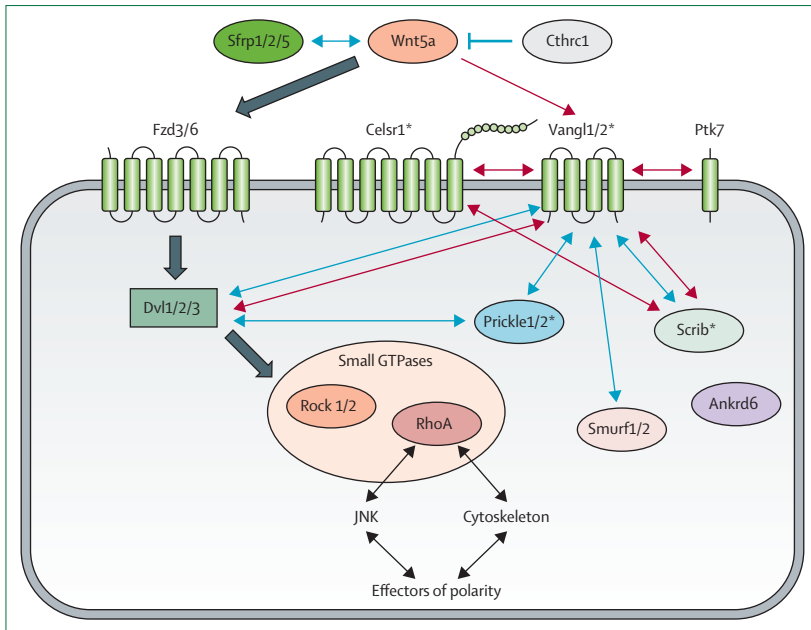 Sfrp1/2/5
Wnt5a
Cthrc1
Fzd3/6
Celsr1*
Vangl1/2*
Ptk7
Dvl1/2/3
Prickle1/2*
Scrib*
Small GTPases
Rock 1/2
RhoA
Smurf1/2
Ankrd6
JNK
Cytoskeleton
Effectors of polarity